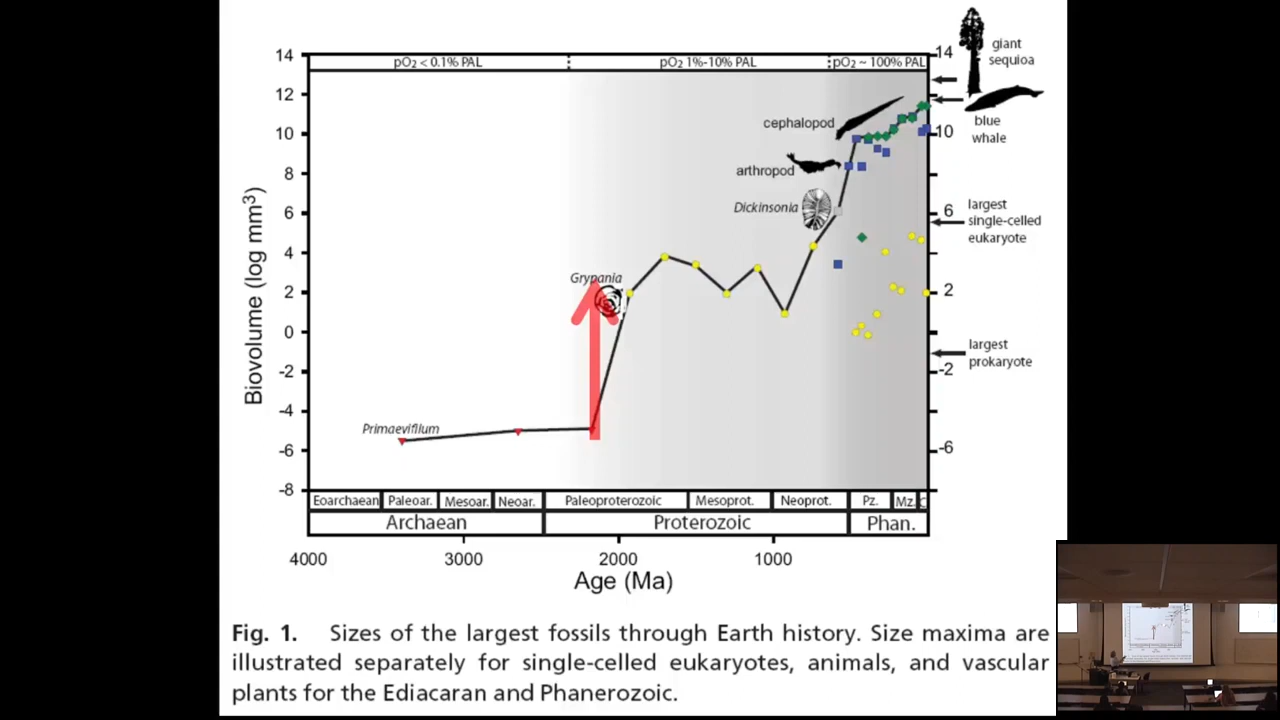 giant
sequioa
14
pO2 < 0.1% PAL
pO2 1%-10% PAL
pO2 ~ 100% PAL
14
12
10
8
6
4
2
0
-2
-4
-6
-8
10
6
2
-2
-6
Biovolume (log mm3)
cephalopod
blue
whale
arthropod
Dickinsonia
largest
single-celled
eukaryote
Grypania
largest
prokaryote
Primaevifilum
Eoarchaean Paleoar. Mesoar. Neoar. Paleoproterozoic Mesoprot. Neoprot. Pz. Mz. C
Archaean Proterozoic Phan.
4000 3000 2000 1000
Age (Ma)
Fig. 1. Sizes of the largest fossils through Earth history. Size maxima are
illustrated separately for single-celled eukaryotes, animals, and vascular
plants for the Ediacaran and Phanerozoic.